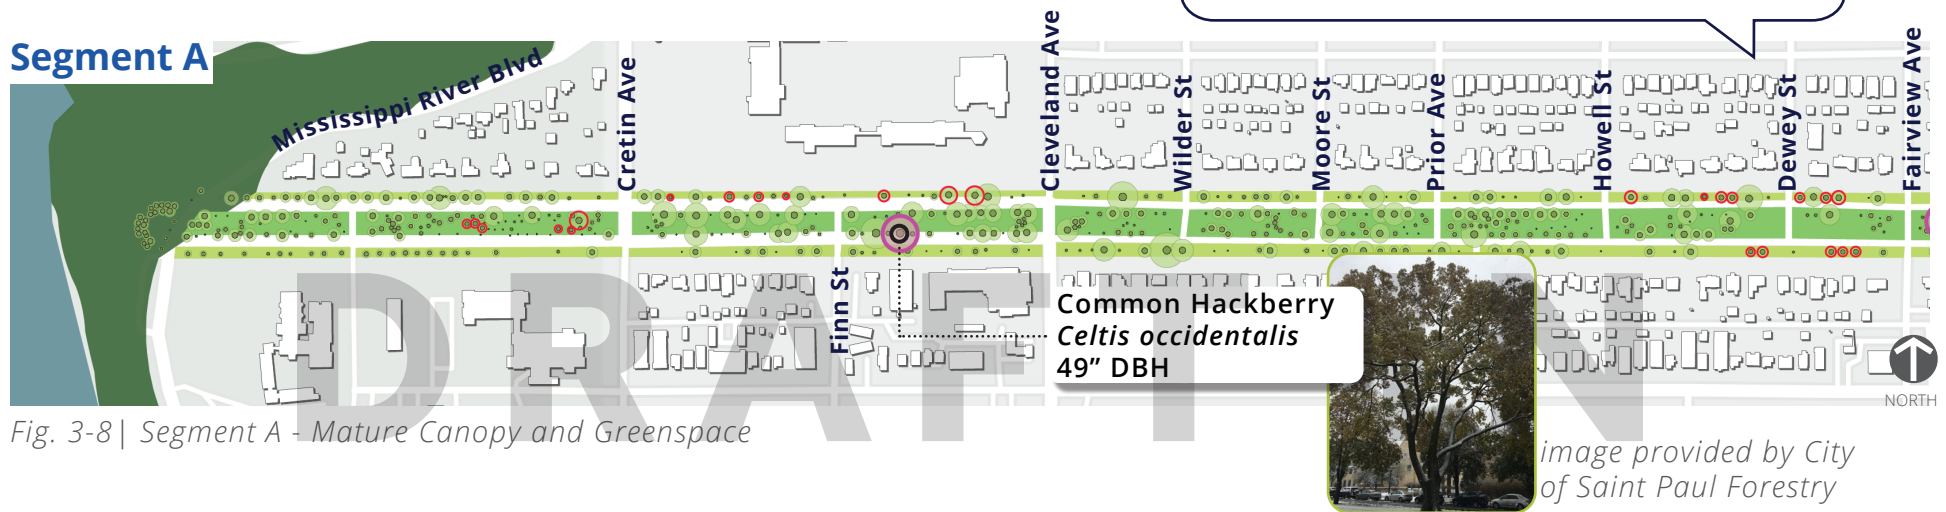 Segment A
Mississippi River Blvd
Cretin Ave
Finn St
Cleveland Ave
Wilder St
Moore St
Prior Ave
Howell St
Dewey St
Fairview Ave
Common Hackberry
Celtis occidentalis
49” DBH
NORTH
DRAFT
N
Fig. 3-8| Segment A - Mature Canopy and Greenspace
image provided by City
of Saint Paul Forestry